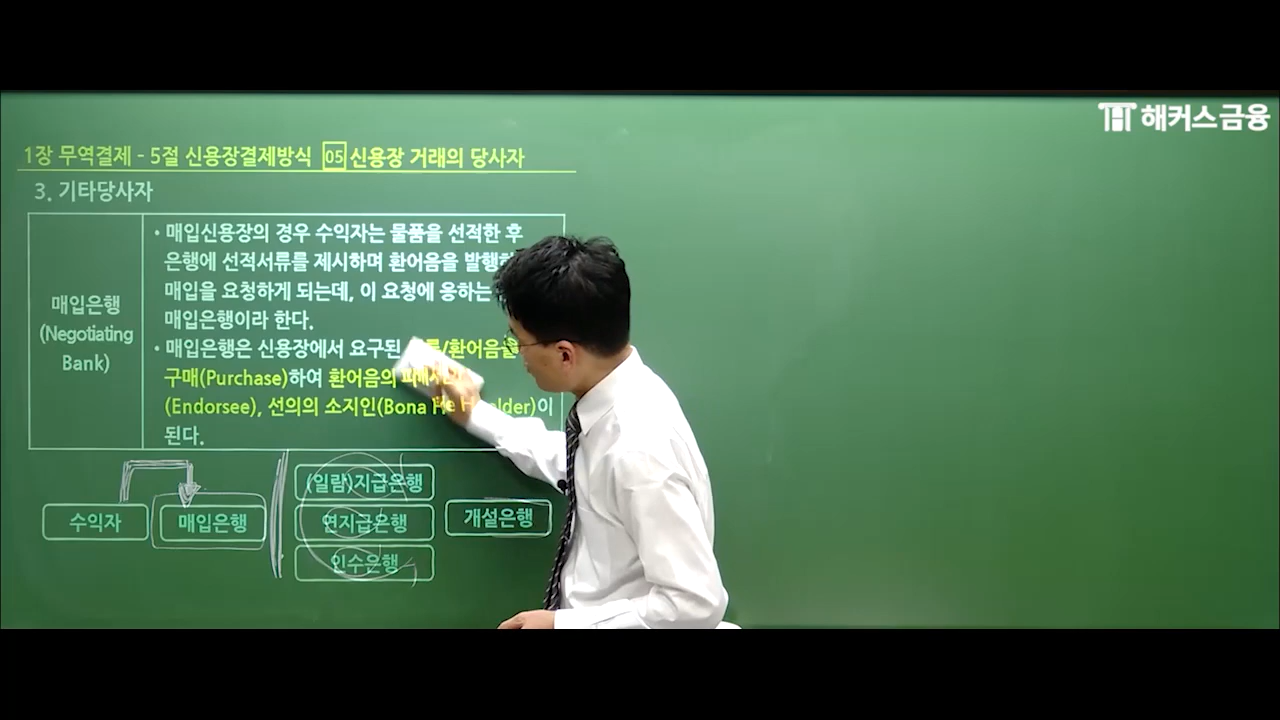 해커스금융
1장 무역결제 - 5절 신용장결제방식 05 신용장 거래의 당사자
3. 기타당사자
매입은행
(Negotiating
Bank)
• 매입신용장의 경우 수익자는 물품을 선적한 후
은행에 선적서류를 제시하며 환어음을 발행하
매입을 요청하게 되는데, 이 요청에 응하는
매입은행이라 한다.
• 매입은행은 신용장에서 요구된 /환어음을
구매(Purchase)하여 환어음의
(Endorsee), 선의의 소지인(Bona
된다.
(일람)지급은행
수익자 매입은행 연지급은행 개설은행
인수은행